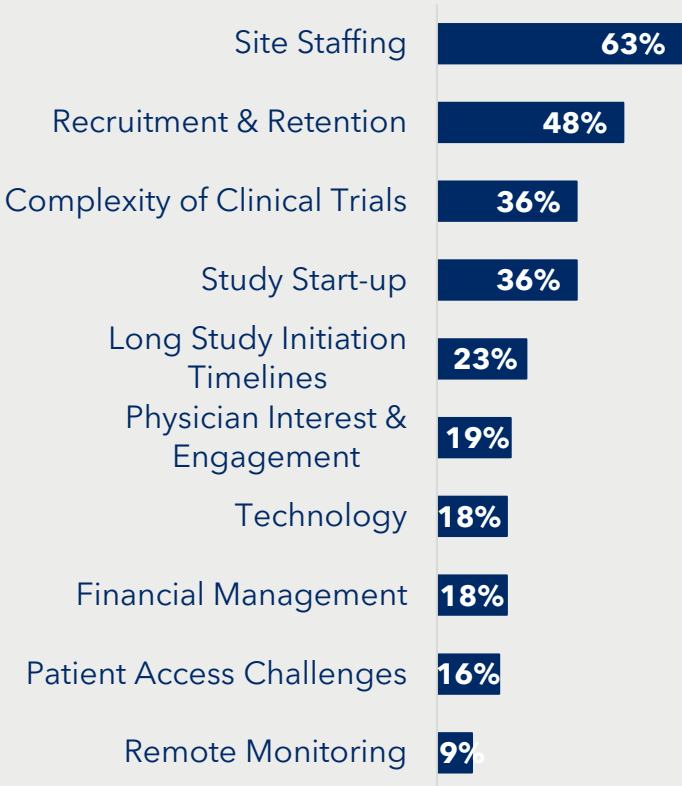 Site Staffing 63%
Recruitment & Retention 48%
Complexity of Clinical Trials 36%
Study Start-up 36%
Long Study Initiation
Timelines 23%
Physician Interest &
Engagement 19%
Technology 18%
Financial Management 18%
Patient Access Challenges 16%
Remote Monitoring 9%